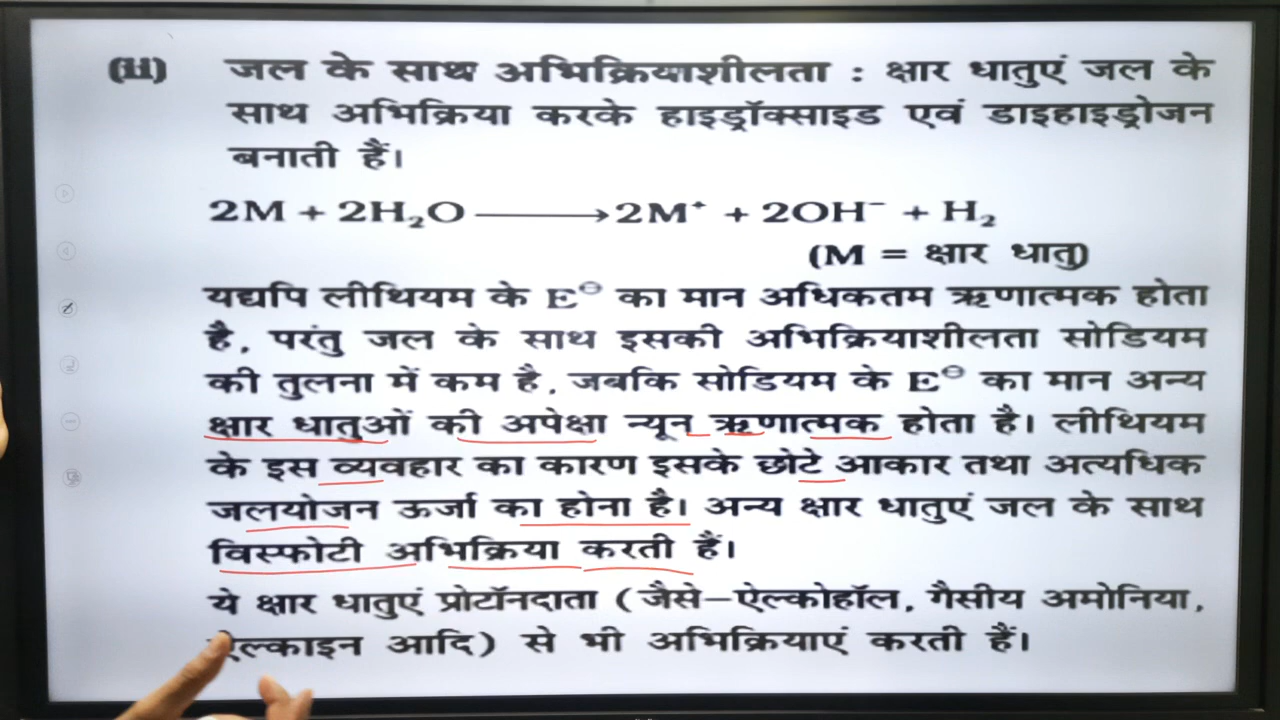 (ii) जल के साथ अभिक्रियाशीलता : क्षार धातुएं जल के
साथ अभिक्रिया करके हाइड्रॉक्साइड एवं डाइहाइड्रोजन
बनाती हैं।
2M + 2H₂O ⟶ 2M⁺ + 2OH⁻ + H₂
(M = क्षार धातु)
यद्यपि लीथियम के E⊖ का मान अधिकतम ऋणात्मक होता
है, परंतु जल के साथ इसकी अभिक्रियाशीलता सोडियम
की तुलना में कम है, जबकि सोडियम के E⊖ का मान अन्य
क्षार धातुओं की अपेक्षा न्यून ऋणात्मक होता है। लीथियम
के इस व्यवहार का कारण इसके छोटे आकार तथा अत्यधिक
जलयोजन ऊर्जा का होना है। अन्य क्षार धातुएं जल के साथ
विस्फोटी अभिक्रिया करती हैं।
ये क्षार धातुएं प्रोटॉनदाता (जैसे–ऐल्कोहॉल, गैसीय अमोनिया,
ऐल्काइन आदि) से भी अभिक्रियाएं करती हैं।